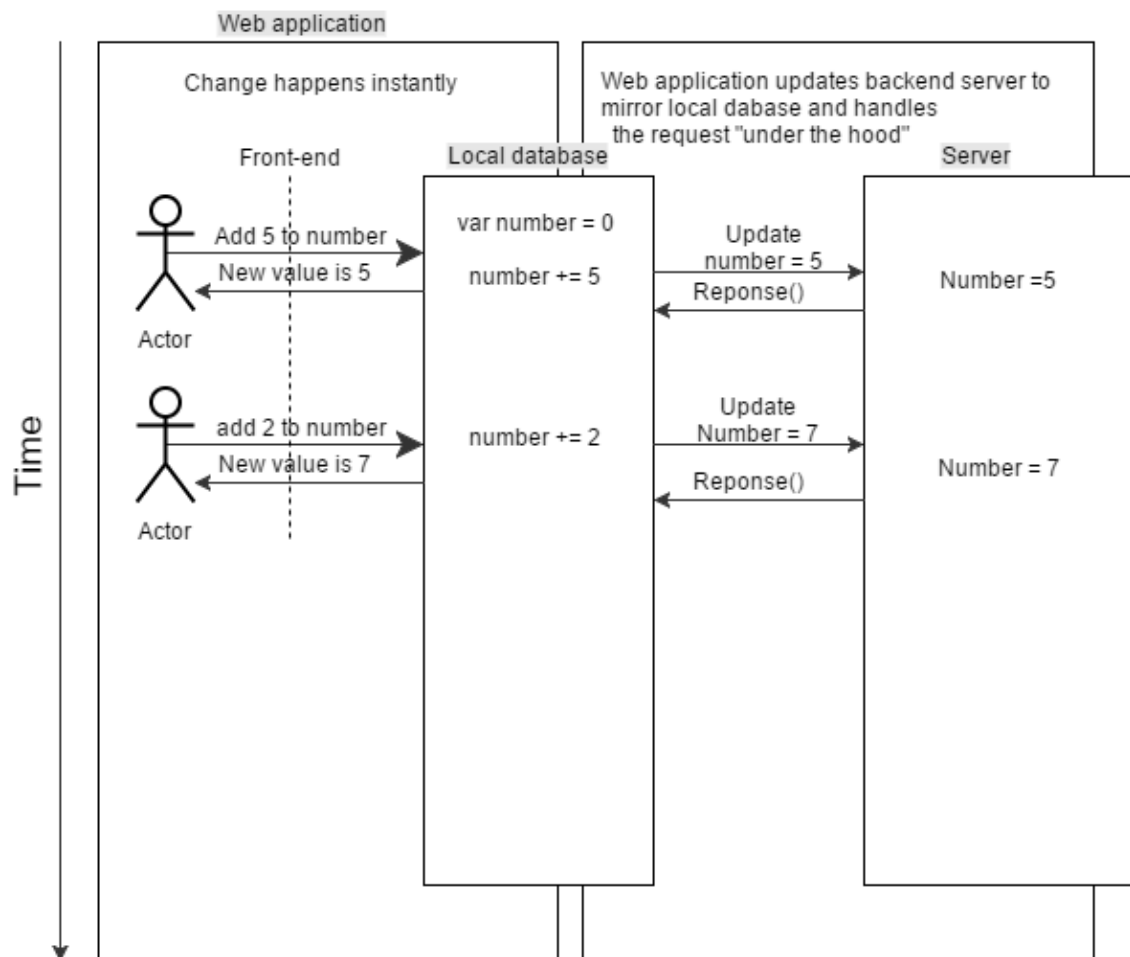 Web application
Change happens instantly
Web application updates backend server to
mirror local dabase and handles
the request "under the hood"
Front-end
Local database
Server
var number = 0
Add 5 to number
Update
number = 5
New value is 5
number += 5
Number =5
Reponse()
Actor
Time
add 2 to number
number += 2
Update
Number = 7
New value is 7
Number = 7
Reponse()
Actor